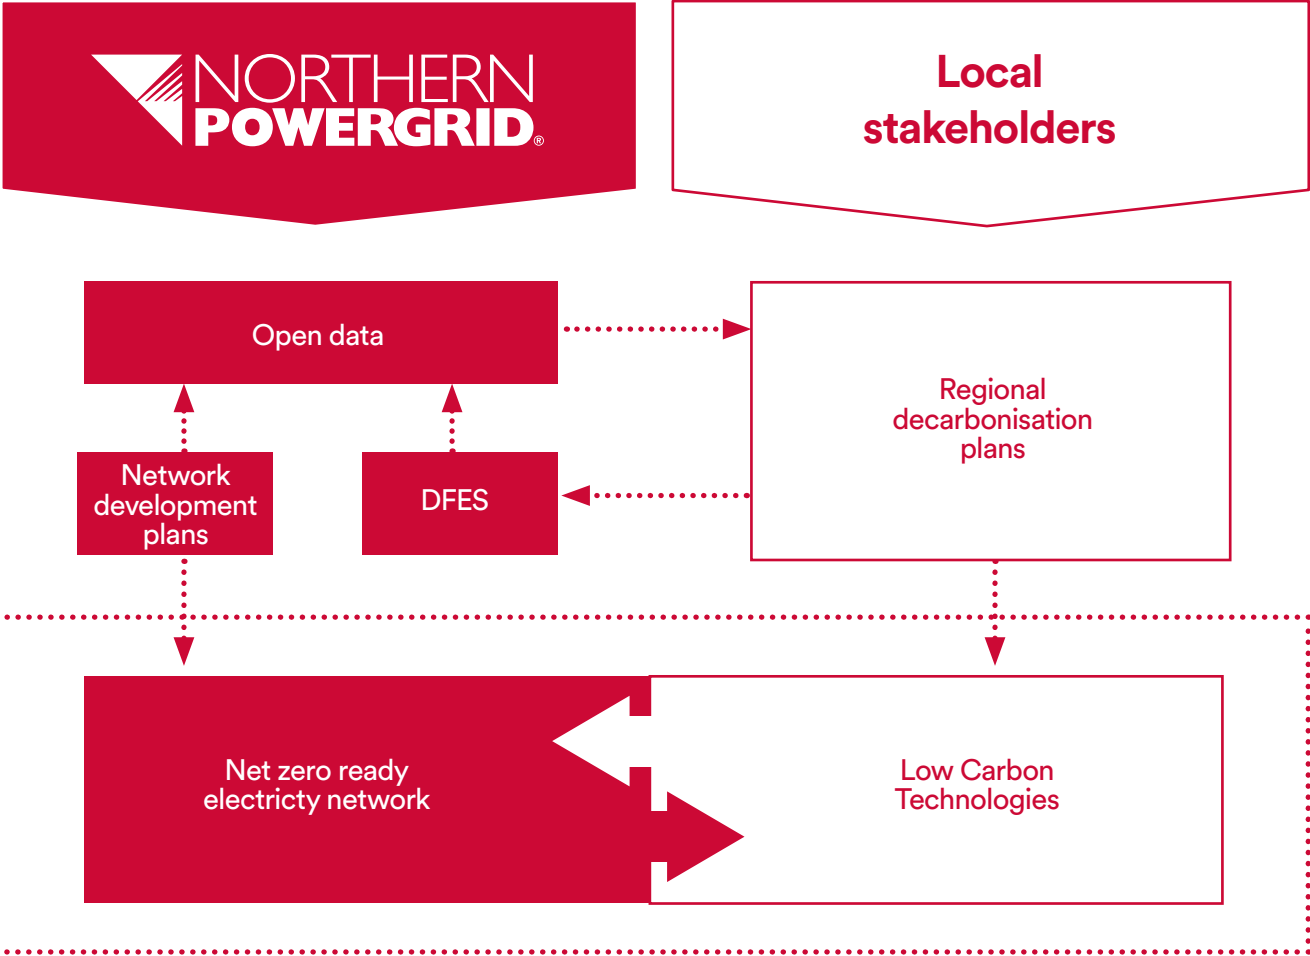 NORTHERN
POWERGRID®
Local
stakeholders
Open data
Regional
decarbonisation
plans
Network
development
plans
DFES
Net zero ready
electricty network
Low Carbon
Technologies